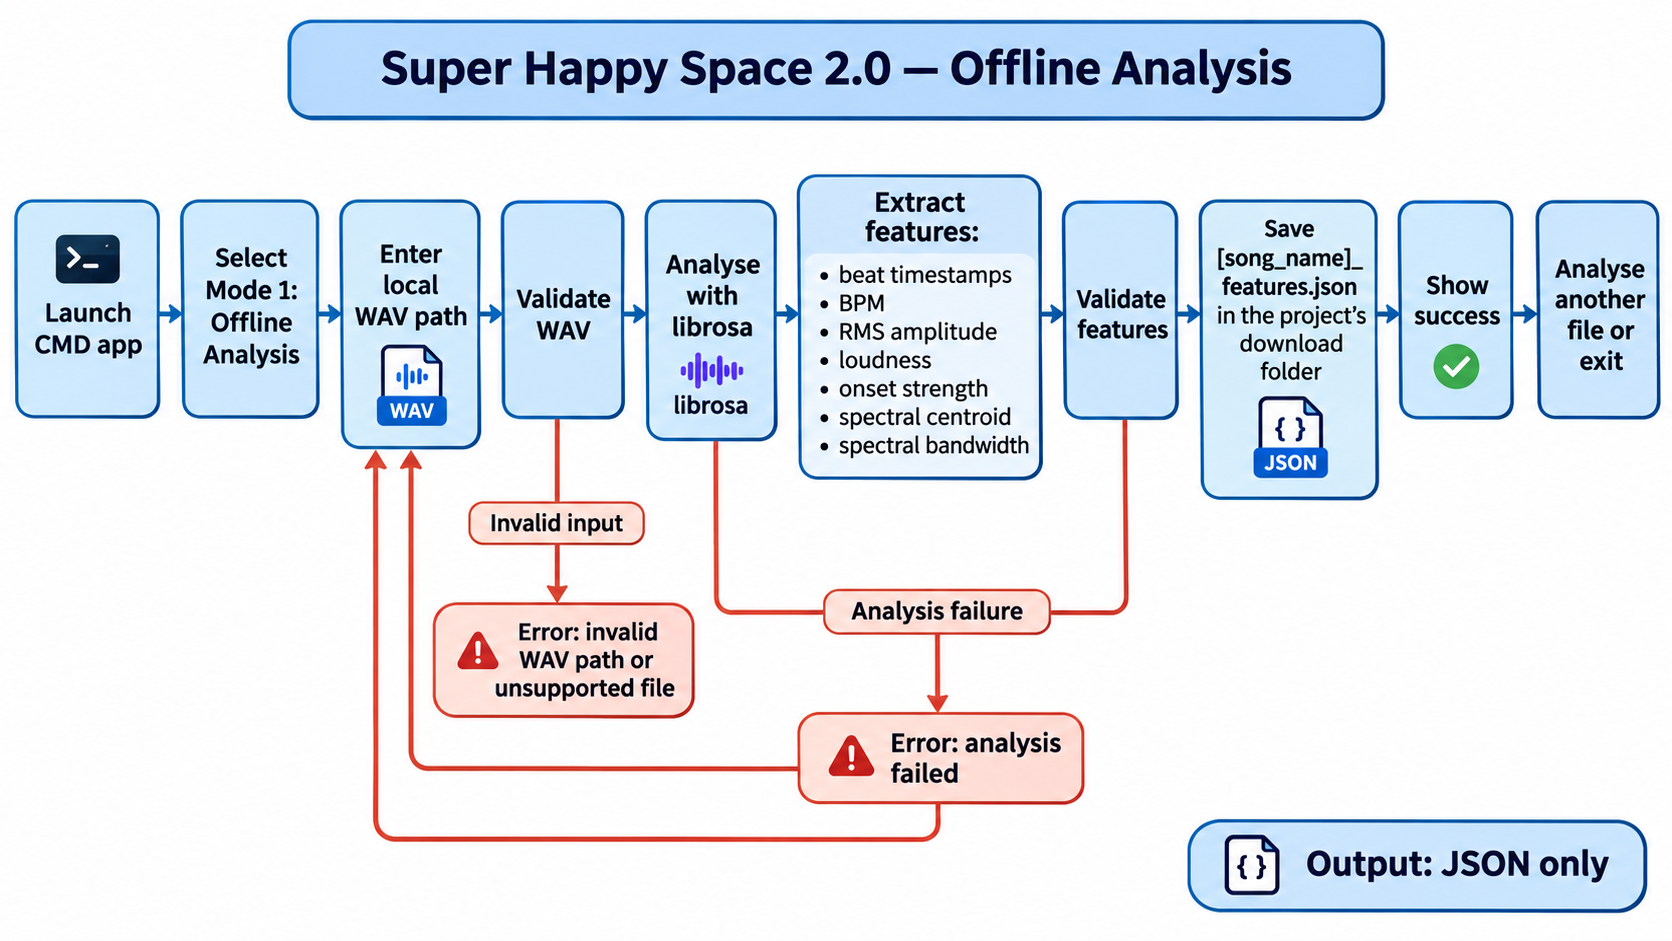 Super Happy Space 2.0 — Offline Analysis
Launch
CMD app
Select
Mode 1:
Offline
Analysis
Enter
local
WAV path
WAV
Validate
WAV
Analyse
with
librosa
librosa
Extract
features:
• beat timestamps
• BPM
• RMS amplitude
• loudness
• onset strength
• spectral centroid
• spectral bandwidth
Validate
features
Save
[song_name]_
features.json
in the project's
download
folder
{ }
JSON
Show
success
Analyse
another
file or
exit
Invalid input
Error: invalid
WAV path or
unsupported file
Analysis failure
Error: analysis
failed
{ }
Output: JSON only